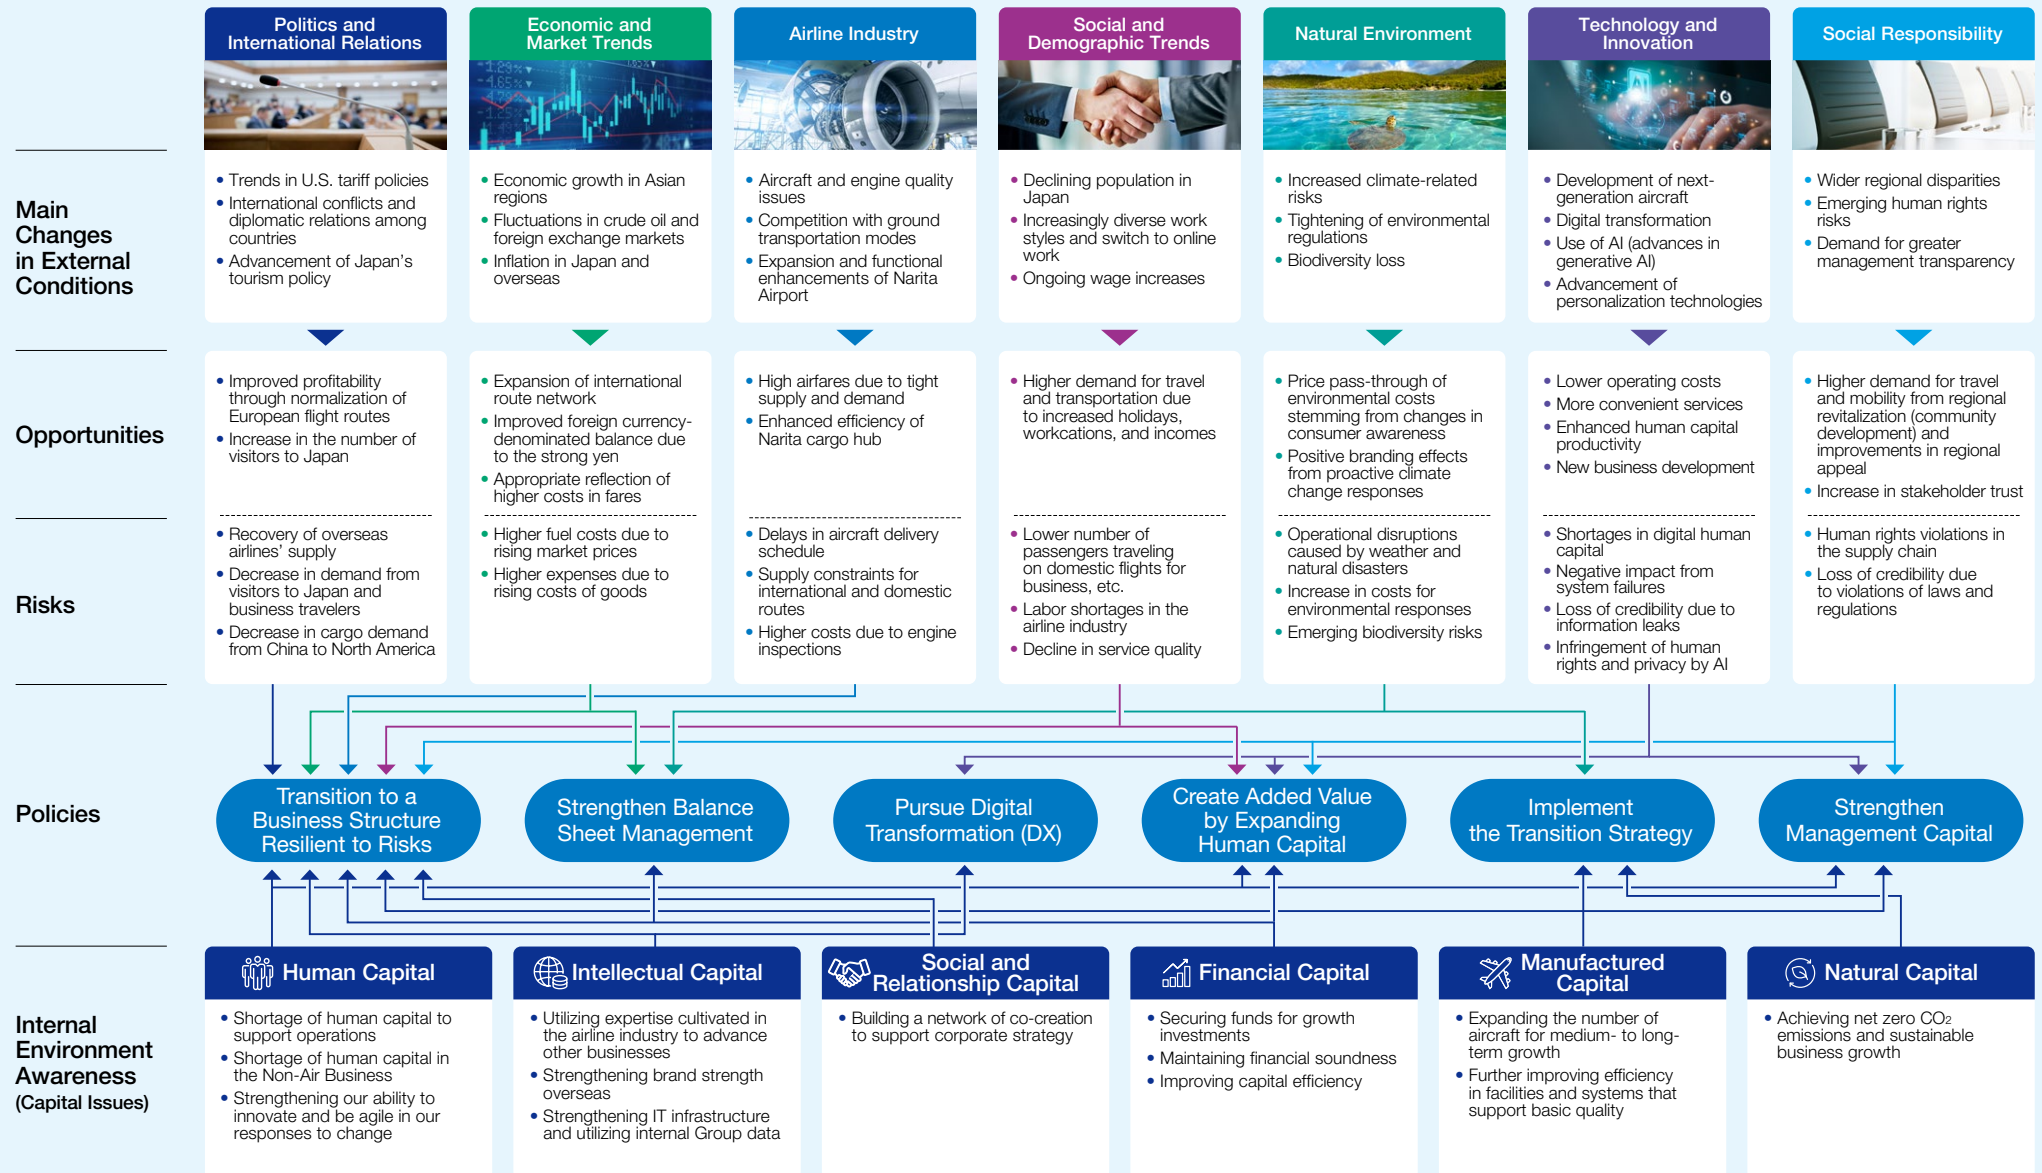 Politics and
International Relations
Economic and
Market Trends
Airline Industry
Social and
Demographic Trends
Natural Environment
Technology and
Innovation
Social Responsibility
Main
Changes
in External
Conditions
• Trends in U.S. tariff policies
• International conflicts and
diplomatic relations among
countries
• Advancement of Japan's
tourism policy
• Economic growth in Asian
regions
• Fluctuations in crude oil and
foreign exchange markets
• Inflation in Japan and
overseas
• Aircraft and engine quality
issues
• Competition with ground
transportation modes
• Expansion and functional
enhancements of Narita
Airport
• Declining population in
Japan
• Increasingly diverse work
styles and switch to online
work
• Ongoing wage increases
• Increased climate-related
risks
• Tightening of environmental
regulations
• Biodiversity loss
• Development of next-
generation aircraft
• Digital transformation
• Use of AI (advances in
generative AI)
• Advancement of
personalization technologies
• Wider regional disparities
• Emerging human rights
risks
• Demand for greater
management transparency
Opportunities
• Improved profitability
through normalization of
European flight routes
• Increase in the number of
visitors to Japan
• Expansion of international
route network
• Improved foreign currency-
denominated balance due
to the strong yen
• Appropriate reflection of
higher costs in fares
• High airfares due to tight
supply and demand
• Enhanced efficiency of
Narita cargo hub
• Higher demand for travel
and transportation due
to increased holidays,
workcations, and incomes
• Price pass-through of
environmental costs
stemming from changes in
consumer awareness
• Positive branding effects
from proactive climate
change responses
• Lower operating costs
• More convenient services
• Enhanced human capital
productivity
• New business development
• Higher demand for travel
and mobility from regional
revitalization (community
development) and
improvements in regional
appeal
• Increase in stakeholder trust
Risks
• Recovery of overseas
airlines' supply
• Decrease in demand from
visitors to Japan and
business travelers
• Decrease in cargo demand
from China to North America
• Higher fuel costs due to
rising market prices
• Higher expenses due to
rising costs of goods
• Delays in aircraft delivery
schedule
• Supply constraints for
international and domestic
routes
• Higher costs due to engine
inspections
• Lower number of
passengers traveling
on domestic flights for
business, etc.
• Labor shortages in the
airline industry
• Decline in service quality
• Operational disruptions
caused by weather and
natural disasters
• Increase in costs for
environmental responses
• Emerging biodiversity risks
• Shortages in digital human
capital
• Negative impact from
system failures
• Loss of credibility due to
information leaks
• Infringement of human
rights and privacy by AI
• Human rights violations in
the supply chain
• Loss of credibility due
to violations of laws and
regulations
Policies
Transition to a
Business Structure
Resilient to Risks
Strengthen Balance
Sheet Management
Pursue Digital
Transformation (DX)
Create Added Value
by Expanding
Human Capital
Implement
the Transition Strategy
Strengthen
Management Capital
Internal
Environment
Awareness
(Capital Issues)
Human Capital
• Shortage of human capital to
support operations
• Shortage of human capital in
the Non-Air Business
• Strengthening our ability to
innovate and be agile in our
responses to change
Intellectual Capital
• Utilizing expertise cultivated in
the airline industry to advance
other businesses
• Strengthening brand strength
overseas
• Strengthening IT infrastructure
and utilizing internal Group data
Social and
Relationship Capital
• Building a network of co-creation
to support corporate strategy
Financial Capital
• Securing funds for growth
investments
• Maintaining financial soundness
• Improving capital efficiency
Manufactured
Capital
• Expanding the number of
aircraft for medium- to long-
term growth
• Further improving efficiency
in facilities and systems that
support basic quality
Natural Capital
• Achieving net zero CO2
emissions and sustainable
business growth